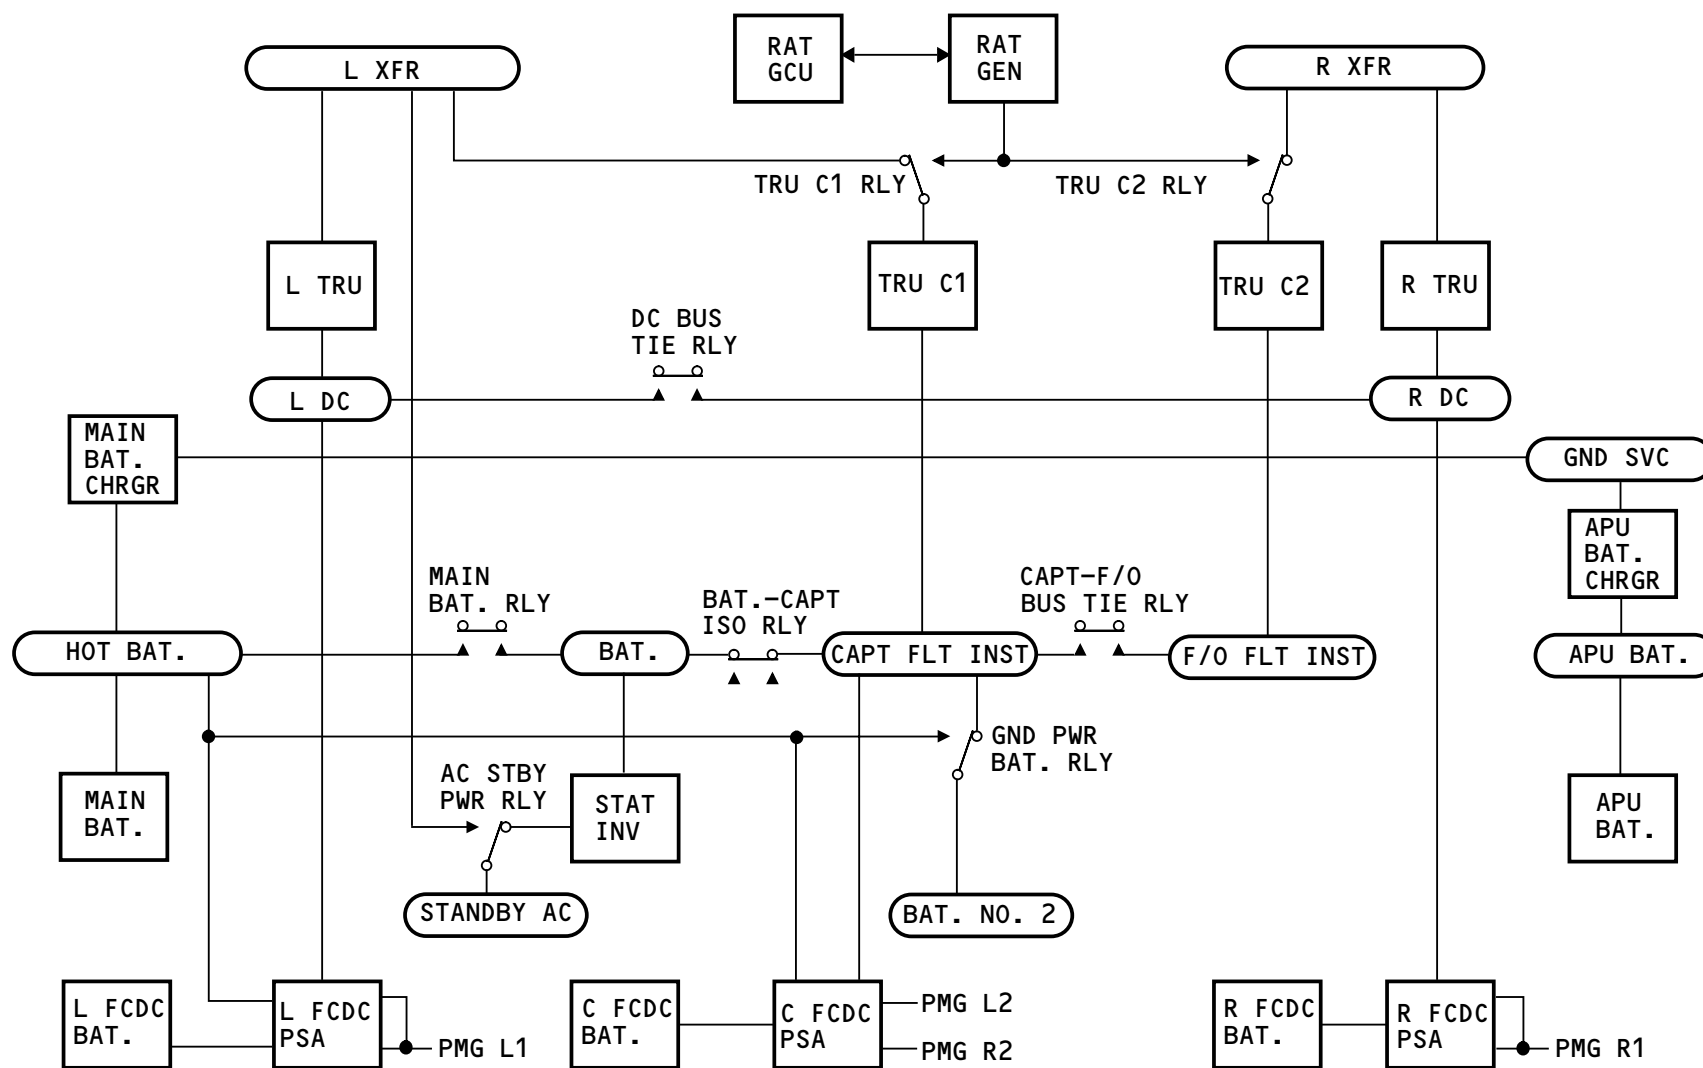 L XFR
RAT
GCU
RAT
GEN
R XFR
TRU C1 RLY
TRU C2 RLY
L TRU
TRU C1
TRU C2
R TRU
DC BUS
TIE RLY
L DC
R DC
MAIN
BAT.
CHRGR
GND SVC
APU
BAT.
CHRGR
MAIN
BAT. RLY
BAT.-CAPT
ISO RLY
CAPT-F/O
BUS TIE RLY
HOT BAT.
BAT.
CAPT FLT INST
F/O FLT INST
APU BAT.
GND PWR
BAT. RLY
MAIN
BAT.
AC STBY
PWR RLY
STAT
INV
APU
BAT.
STANDBY AC
BAT. NO. 2
L FCDC
BAT.
L FCDC
PSA
PMG L1
C FCDC
BAT.
C FCDC
PSA
PMG L2
PMG R2
R FCDC
BAT.
R FCDC
PSA
PMG R1